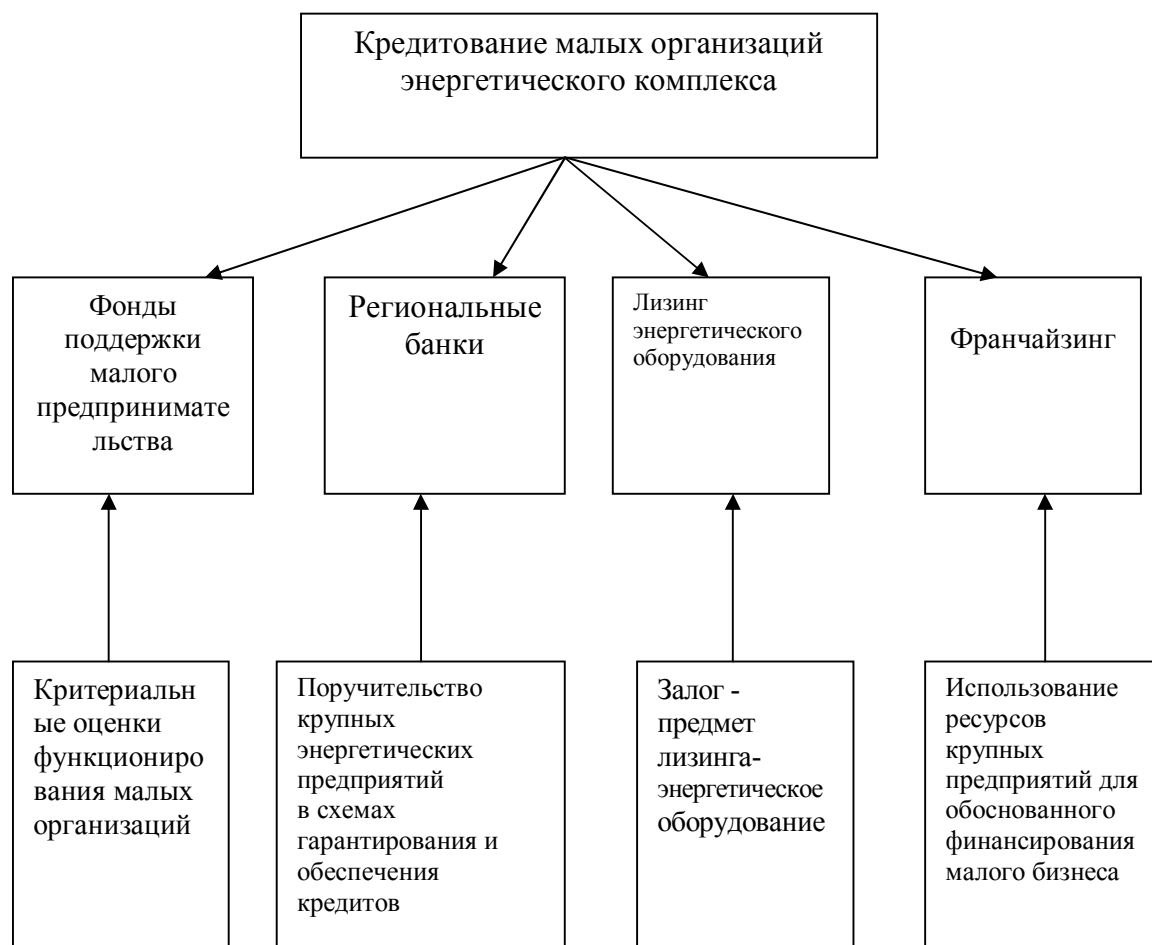 Кредитование малых организаций
энергетического комплекса
Фонды
поддержки
малого
предпринимате
льства
Региональные
банки
Лизинг
энергетического
оборудования
Франчайзинг
Критериальн
ые оценки
функциониро
вания малых
организаций
Поручительство
крупных
энергетических
предприятий
в схемах
гарантирования и
обеспечения
кредитов
Залог -
предмет
лизинга-
энергетическое
оборудование
Использование
ресурсов
крупных
предприятий для
обоснованного
финансирования
малого бизнеса